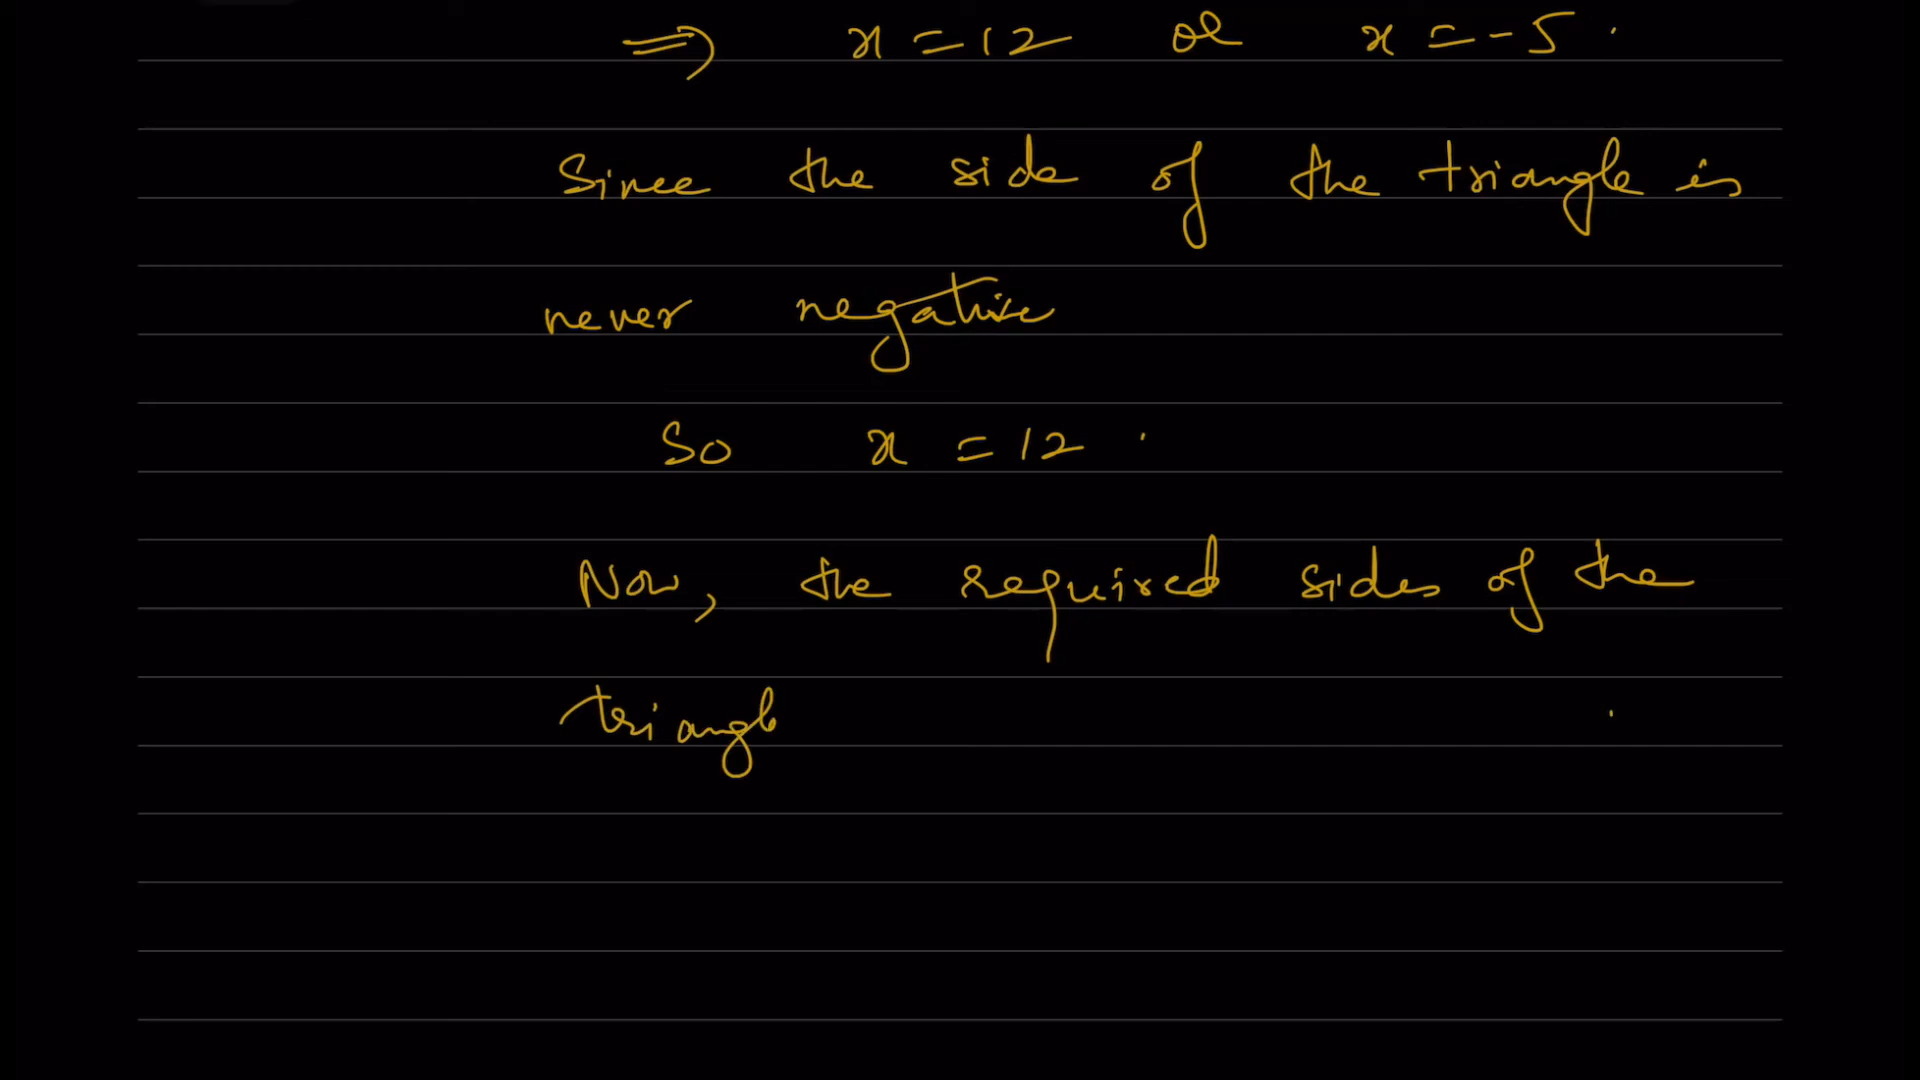 ⇒ x = 12 or x = -5.
Since the side of the triangle is
never negative
So x = 12.
Now, the required sides of the
triangle